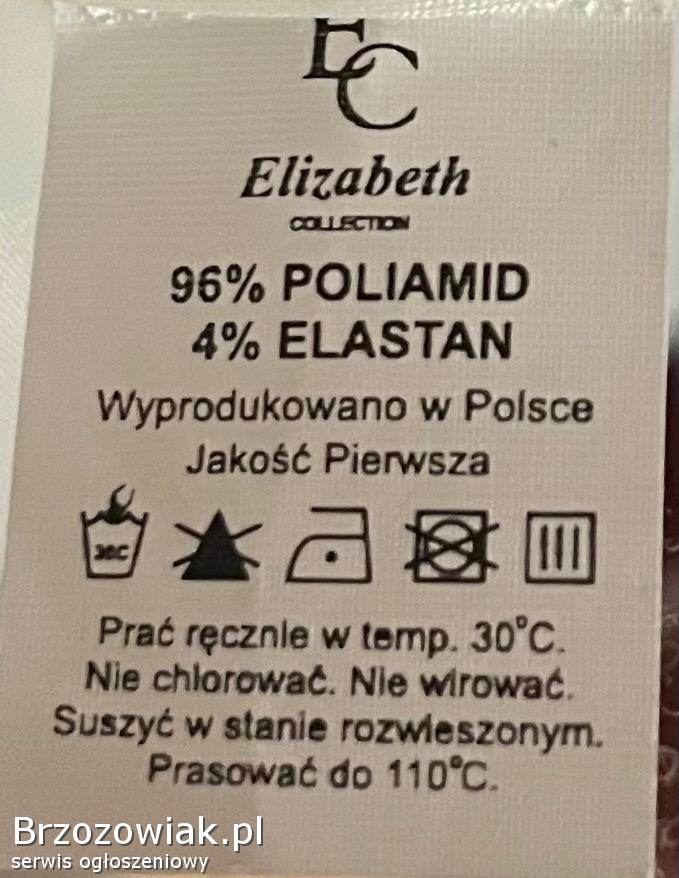 EC
Elizabeth
COLLECTION
96% POLIAMID
4% ELASTAN
Wyprodukowano w Polsce
Jakość Pierwsza
30C
Prać ręcznie w temp. 30°C.
Nie chlorować. Nie wirować.
Suszyć w stanie rozwieszonym.
Prasować do 110°C.
Brzozowiak.pl
serwis ogłoszeniowy